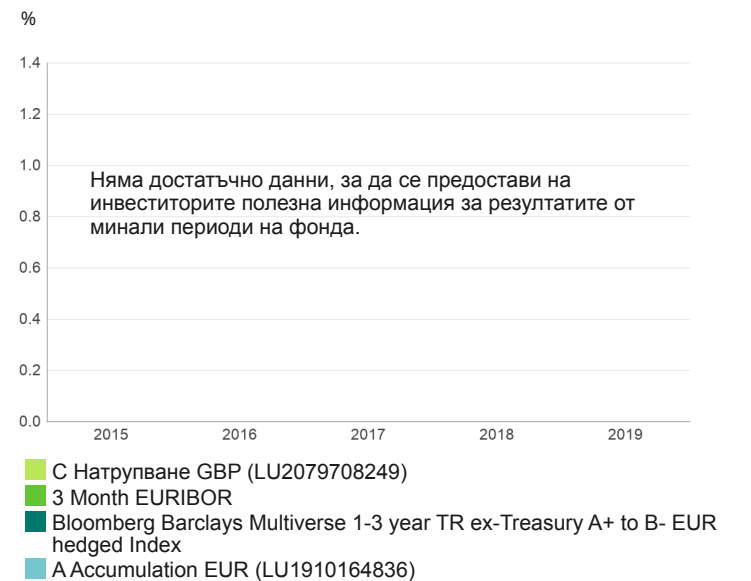 %
1.4
1.2
1.0
Няма достатъчно данни, за да се предостави на
инвеститорите полезна информация за резултатите от
0.8
минали периоди на фонда.
0.6
0.4
0.2
0.0
2015 2016 2017 2018 2019
С Натрупване GBP (LU2079708249)
3 Month EURIBOR
Bloomberg Barclays Multiverse 1-3 year TR ex-Treasury A+ to B- EUR
hedged Index
A Accumulation EUR (LU1910164836)